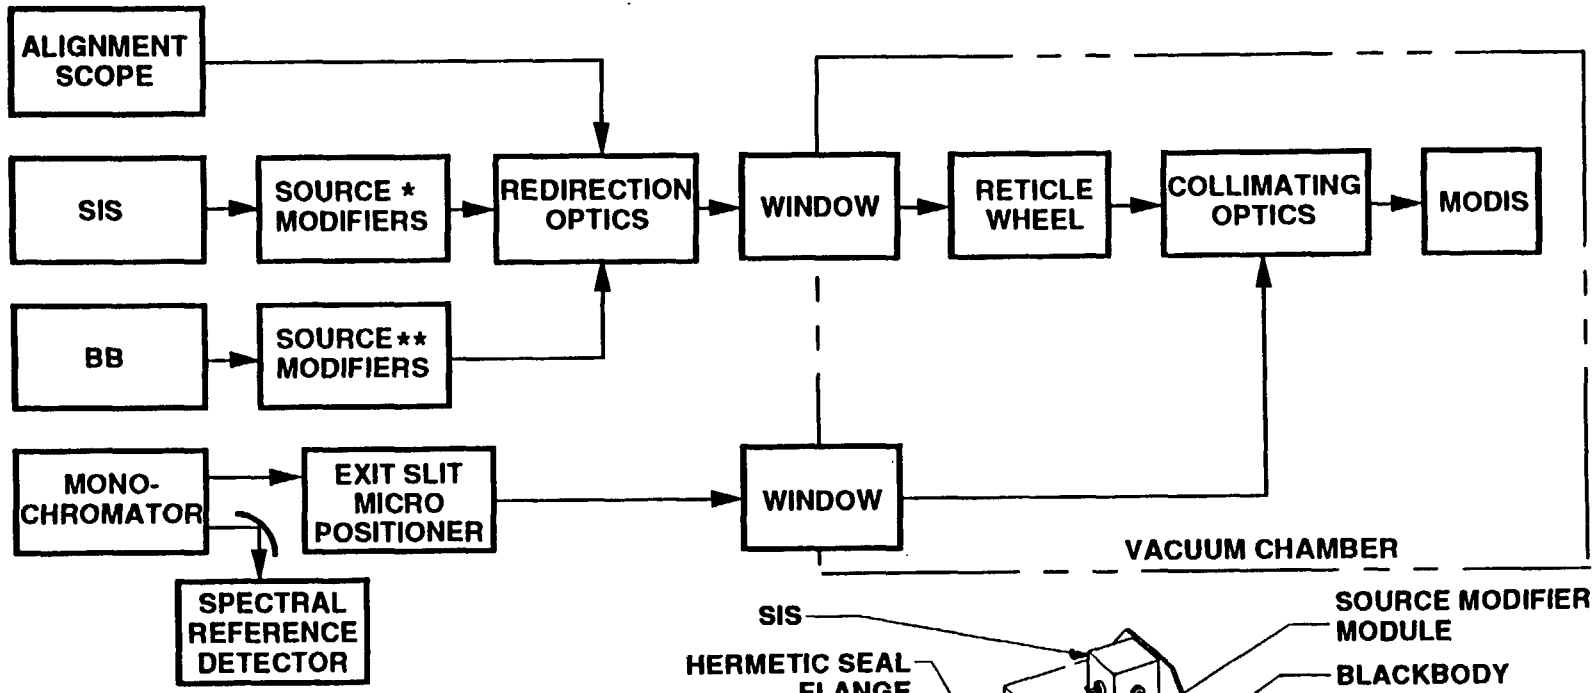 ALIGNMENT
SCOPE
SIS
SOURCE *
MODIFIERS
REDIRECTION
OPTICS
WINDOW
RETICLE
WHEEL
COLLIMATING
OPTICS
MODIS
BB
SOURCE **
MODIFIERS
MONO-
CHROMATOR
EXIT SLIT
MICRO
POSITIONER
WINDOW
VACUUM CHAMBER
SPECTRAL
REFERENCE
DETECTOR
SIS
HERMETIC SEAL
FLANGE
SOURCE MODIFIER
MODULE
BLACKBODY